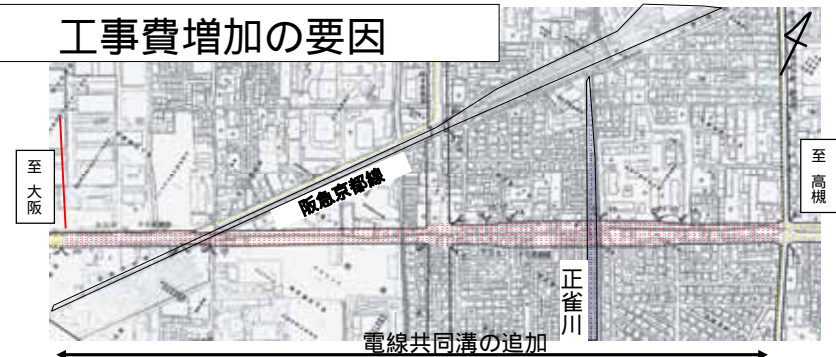 工事費増加の要因
至 大阪
阪急京都線
至 高槻
正雀川
電線共同溝の追加